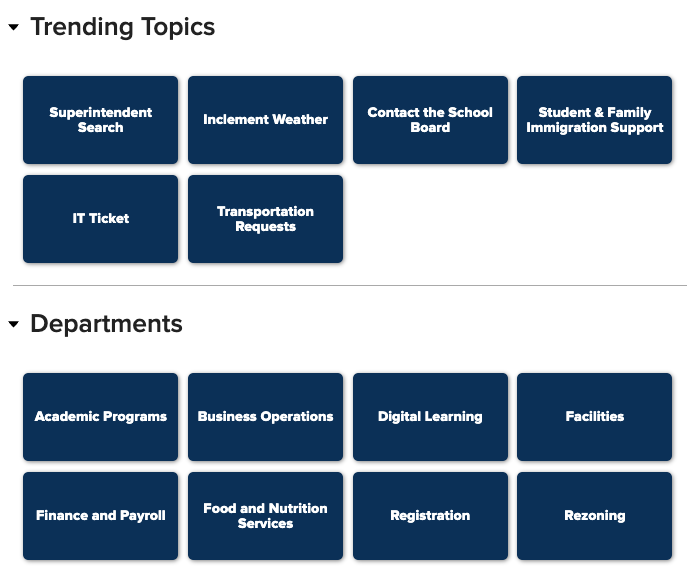 Trending Topics
Superintendent
Search
Inclement Weather
Contact the School
Board
Student & Family
Immigration Support
IT Ticket
Transportation
Requests
Departments
Academic Programs
Business Operations
Digital Learning
Facilities
Finance and Payroll
Food and Nutrition
Services
Registration
Rezoning